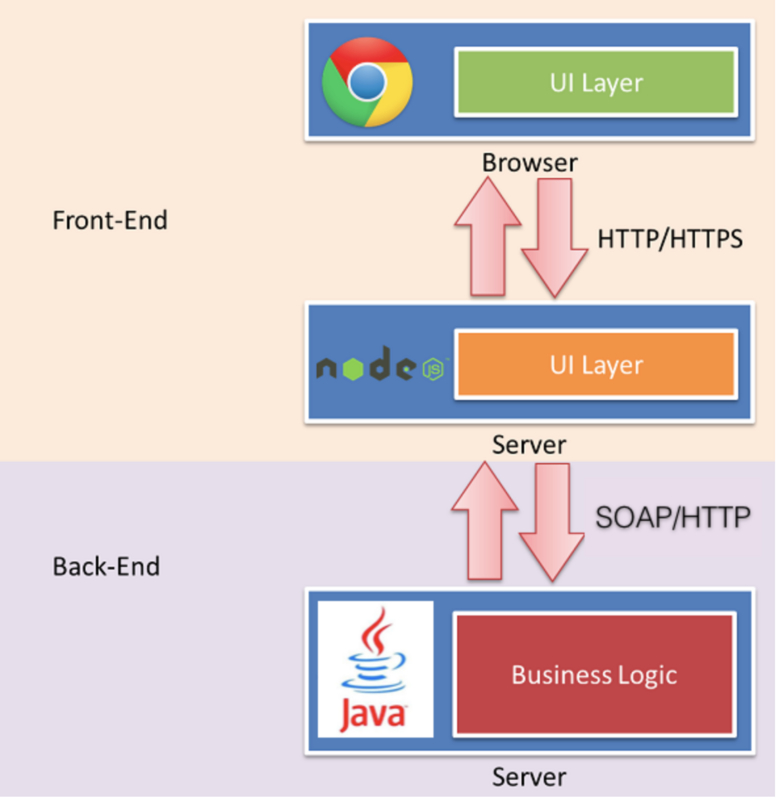 UI Layer
Browser
Front-End
HTTP/HTTPS
node JS
UI Layer
Server
SOAP/HTTP
Back-End
Java
Business Logic
Server